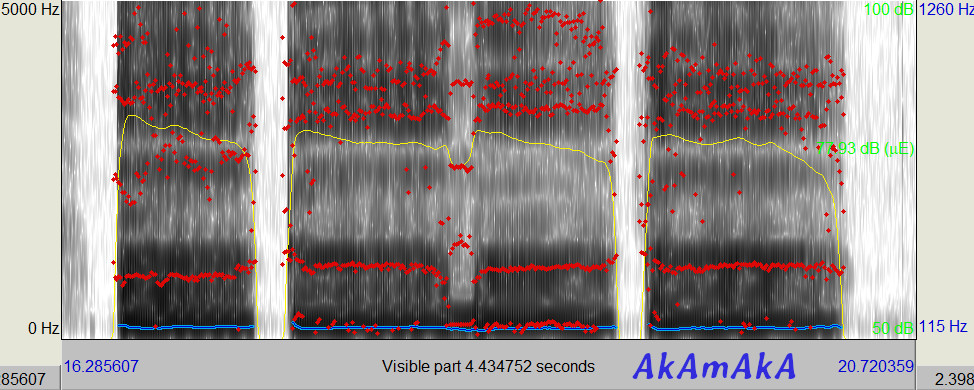 5000 Hz 100 dB 1260 Hz
77.93 dB (µE)
0 Hz 50 dB 115 Hz
16.285607 Visible part 4.434752 seconds AkAmAkA 20.720359
85607 2.398